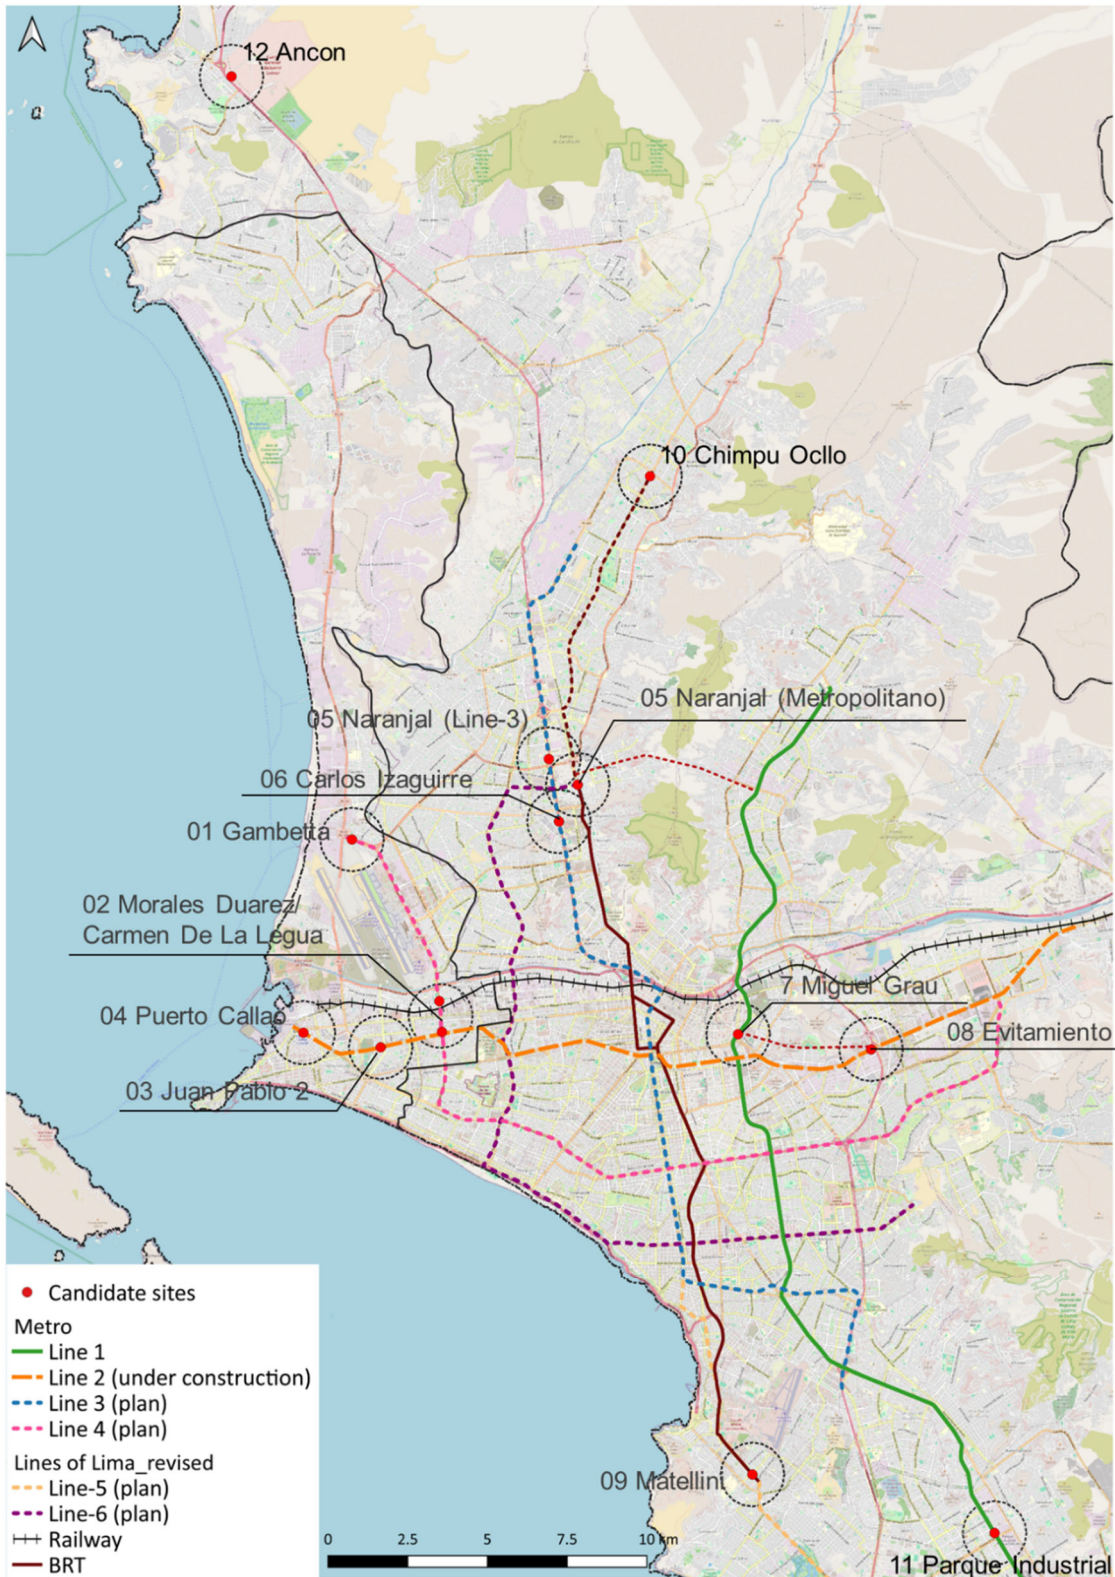 12 Ancon
10 Chimpu Ocllo
05 Naranjal (Metropolitano)
05 Naranjal (Line-3)
06 Carlos Izaguirre
01 Gambetta
02 Morales Duarez/
Carmen De La Legua
7 Miguel Grau
04 Puerto Callao
08 Evitamiento
03 Juan Pablo 2
09 Matellini
11 Parque Industrial
Candidate sites
Metro
Line 1
Line 2 (under construction)
Line 3 (plan)
Line 4 (plan)
Lines of Lima_revised
Line-5 (plan)
Line-6 (plan)
Railway
BRT
0 2.5 5 7.5 10 km